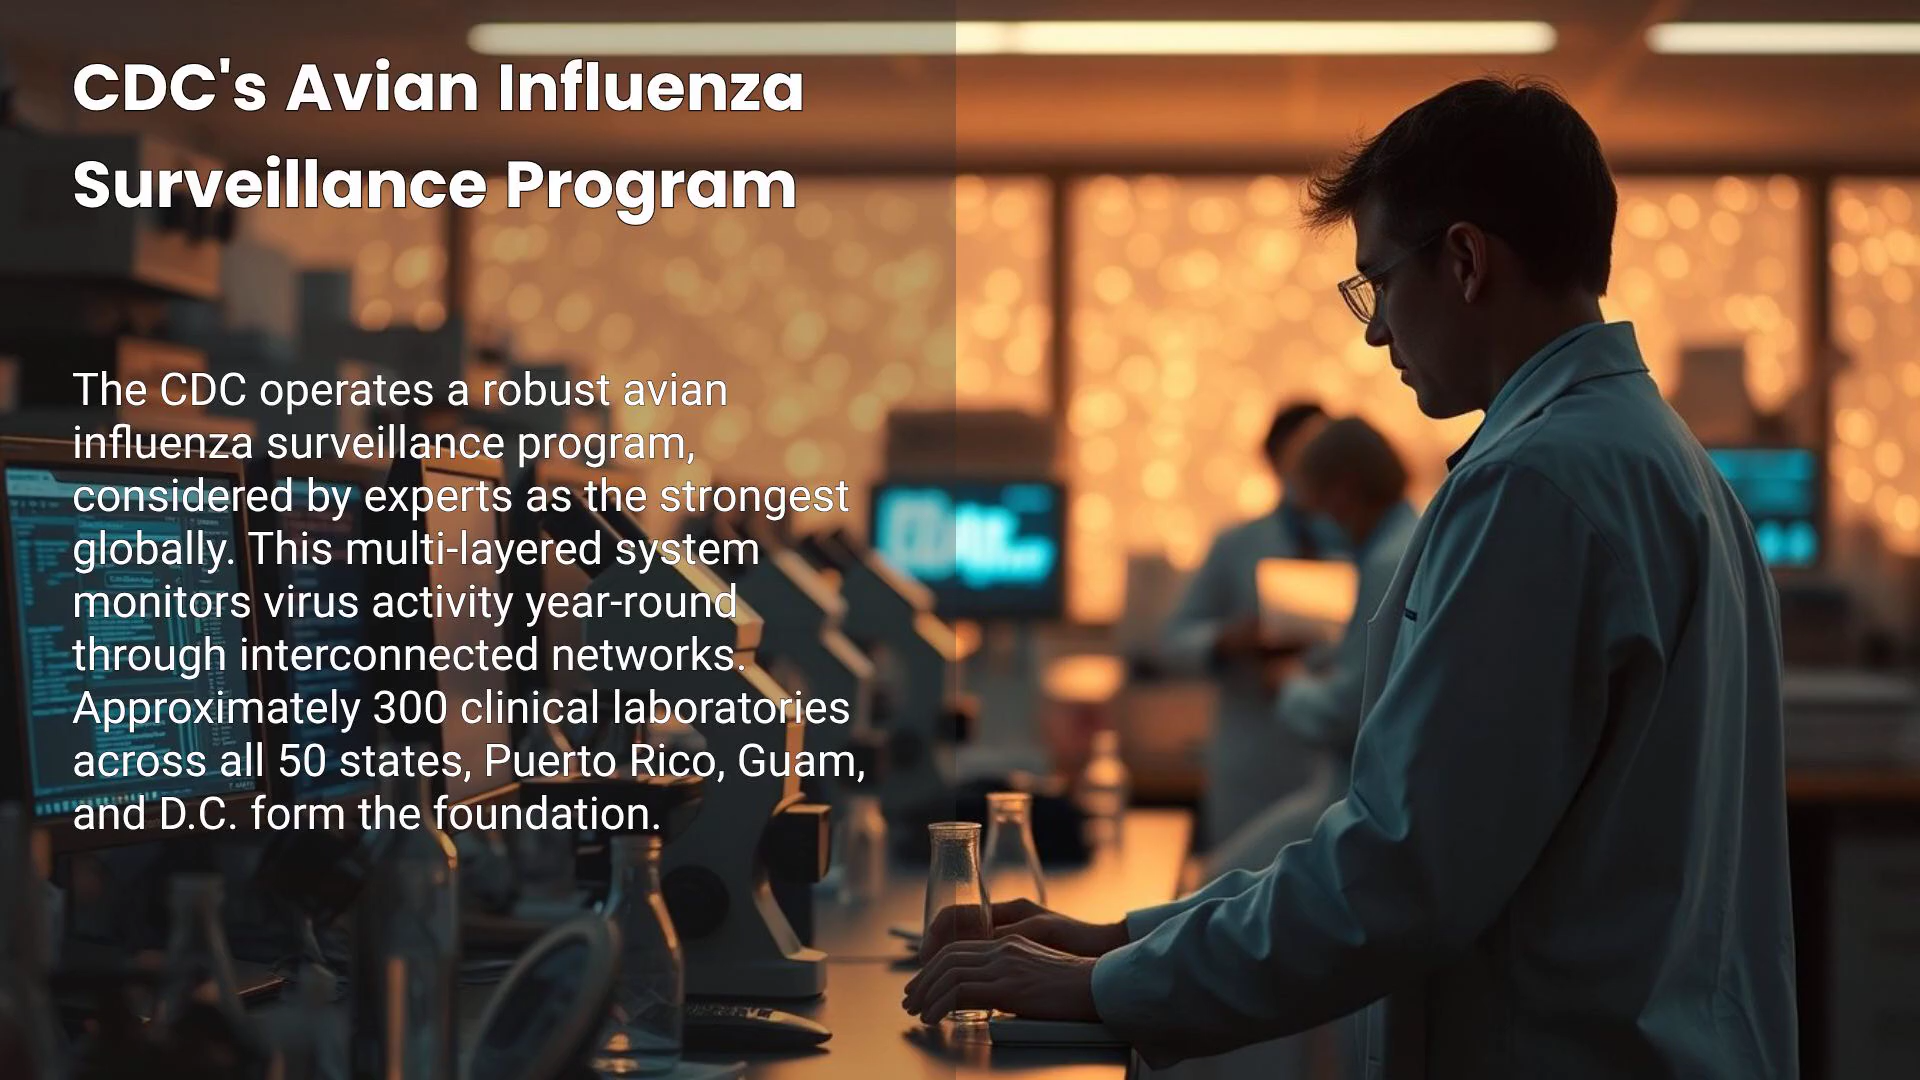 CDC's Avian Influenza
Surveillance Program
The CDC operates a robust avian
influenza surveillance program,
considered by experts as the strongest
globally. This multi-layered system
monitors virus activity year-round
through interconnected networks.
Approximately 300 clinical laboratories
across all 50 states, Puerto Rico, Guam,
and D.C. form the foundation.